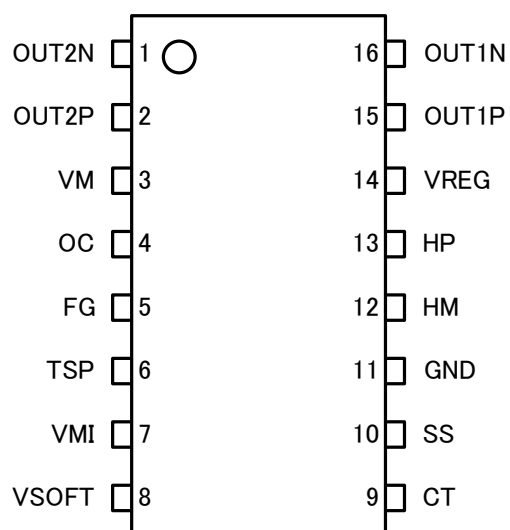 OUT2N 1 16 OUT1N
OUT2P 2 15 OUT1P
VM 3 14 VREG
OC 4 13 HP
FG 5 12 HM
TSP 6 11 GND
VMI 7 10 SS
VSOFT 8 9 CT